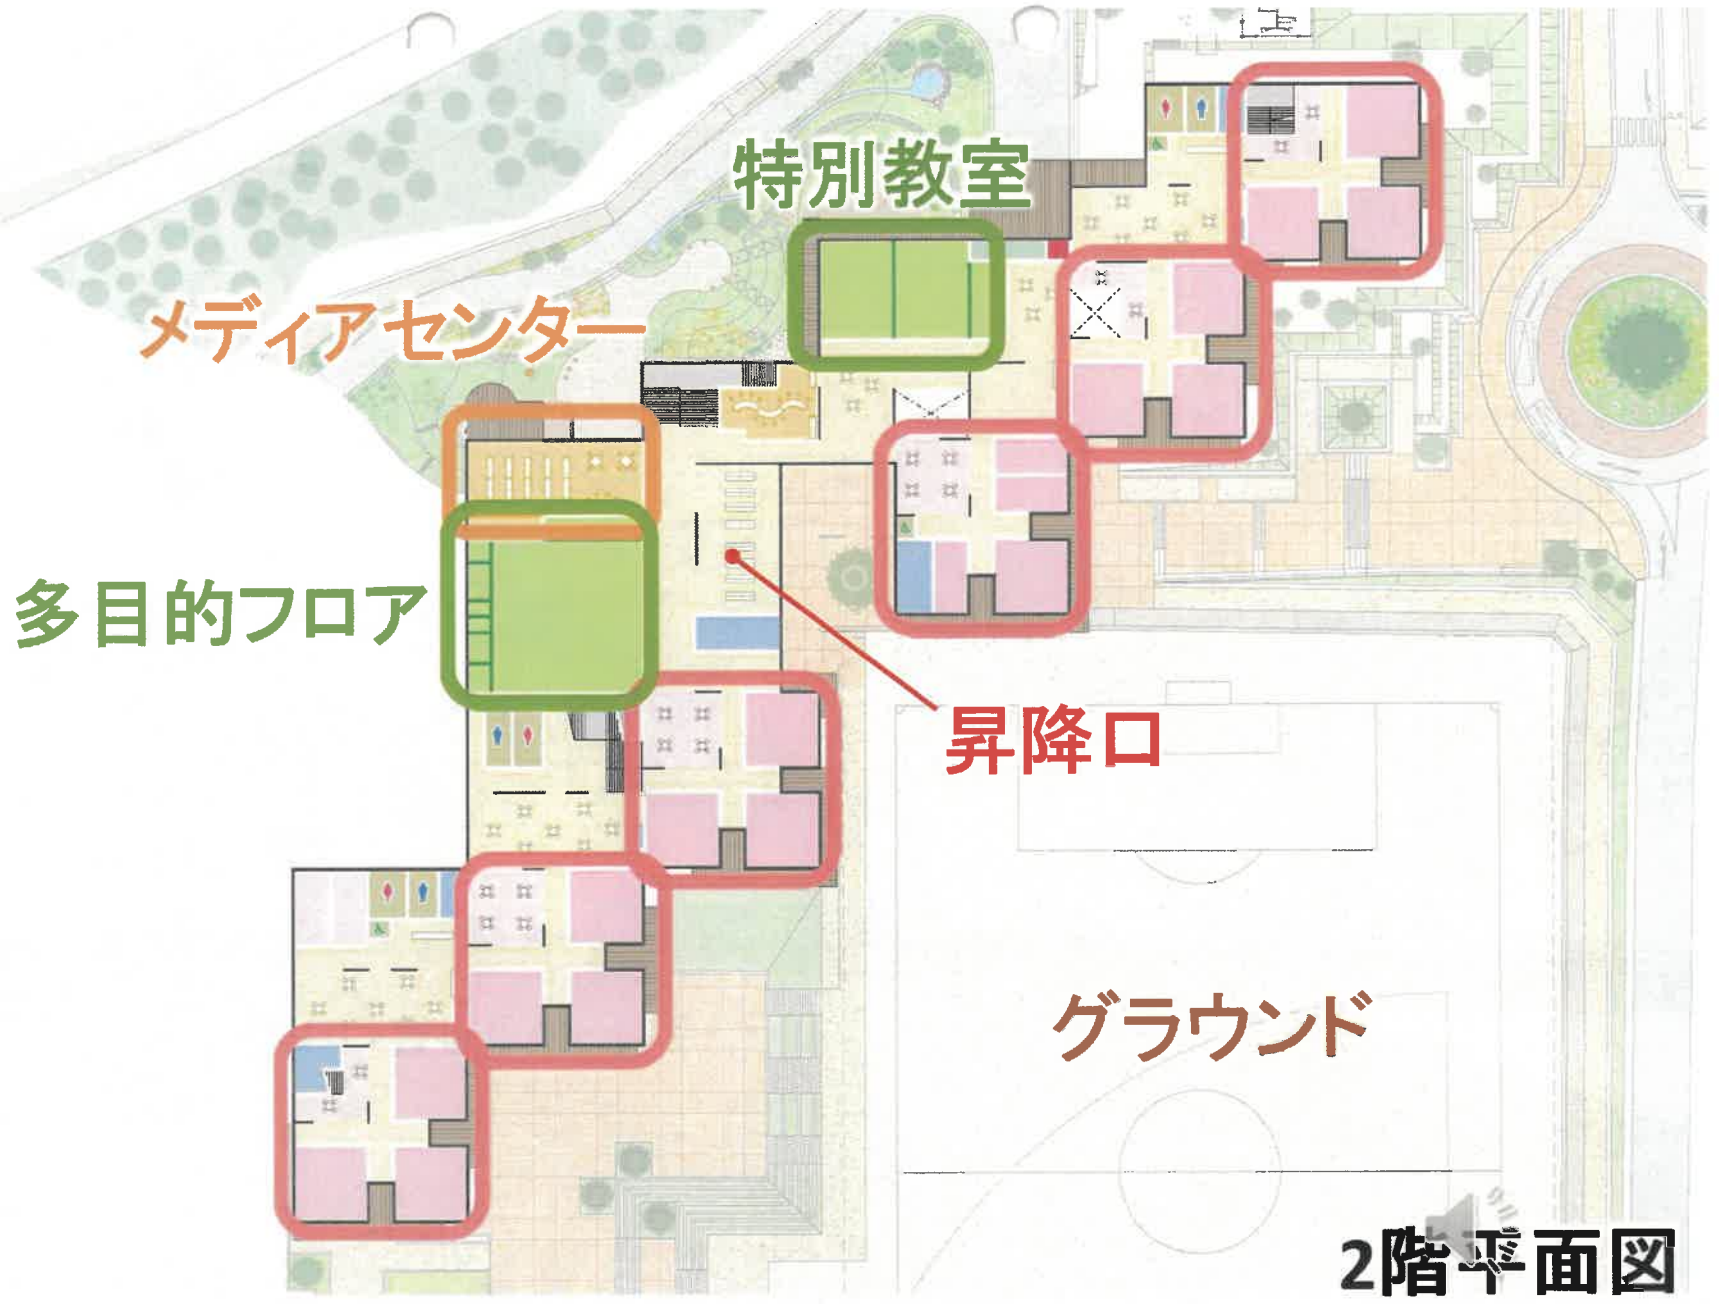 特別教室
メディアセンター
多目的フロア
昇降口
グラウンド
2階平面図